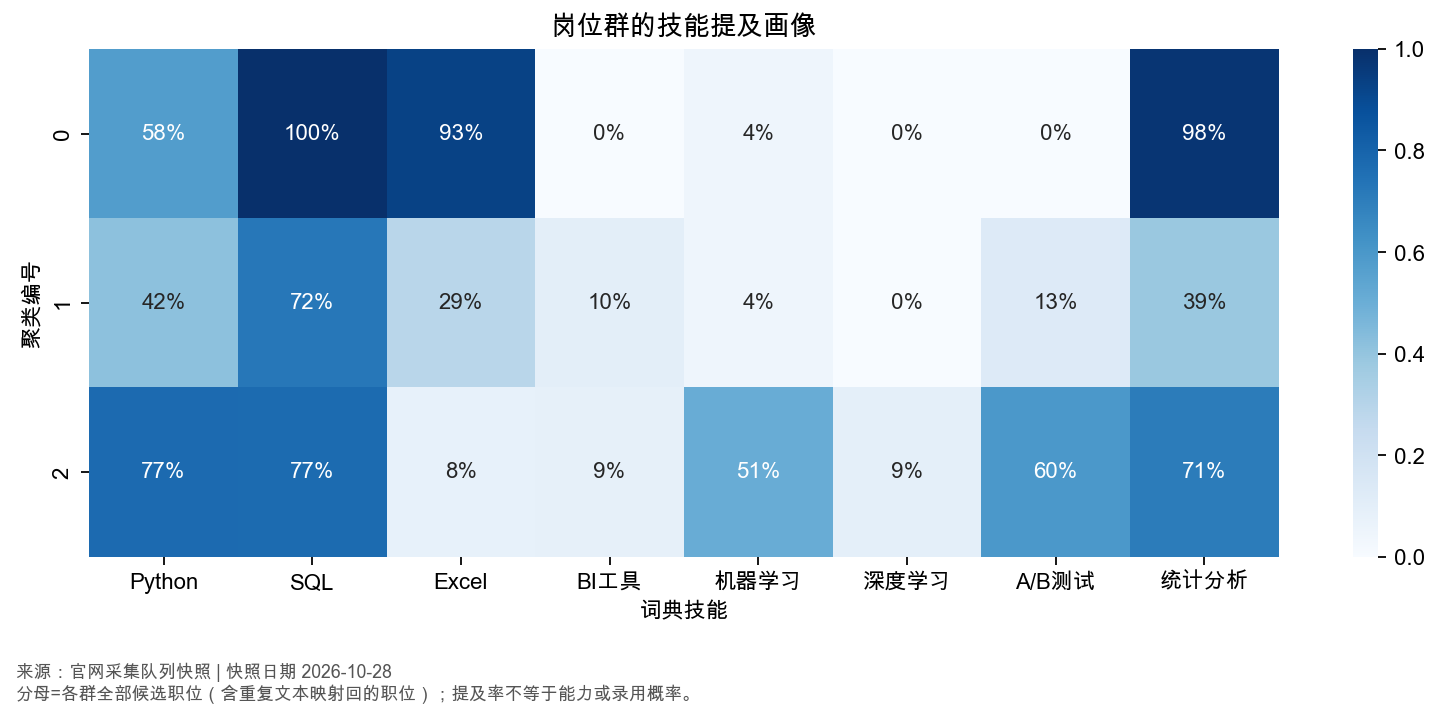 岗位群的技能提及画像
1.0
0 58% 100% 93% 0% 4% 0% 0% 98%
0.8
聚类编号
0.6
1 42% 72% 29% 10% 4% 0% 13% 39%
0.4
0.2
2 77% 77% 8% 9% 51% 9% 60% 71%
0.0
Python SQL Excel BI工具 机器学习 深度学习 A/B测试 统计分析
词典技能
来源：官网采集队列快照 | 快照日期 2026-10-28
分母=各群全部候选职位（含重复文本映射回的职位）；提及率不等于能力或录用概率。